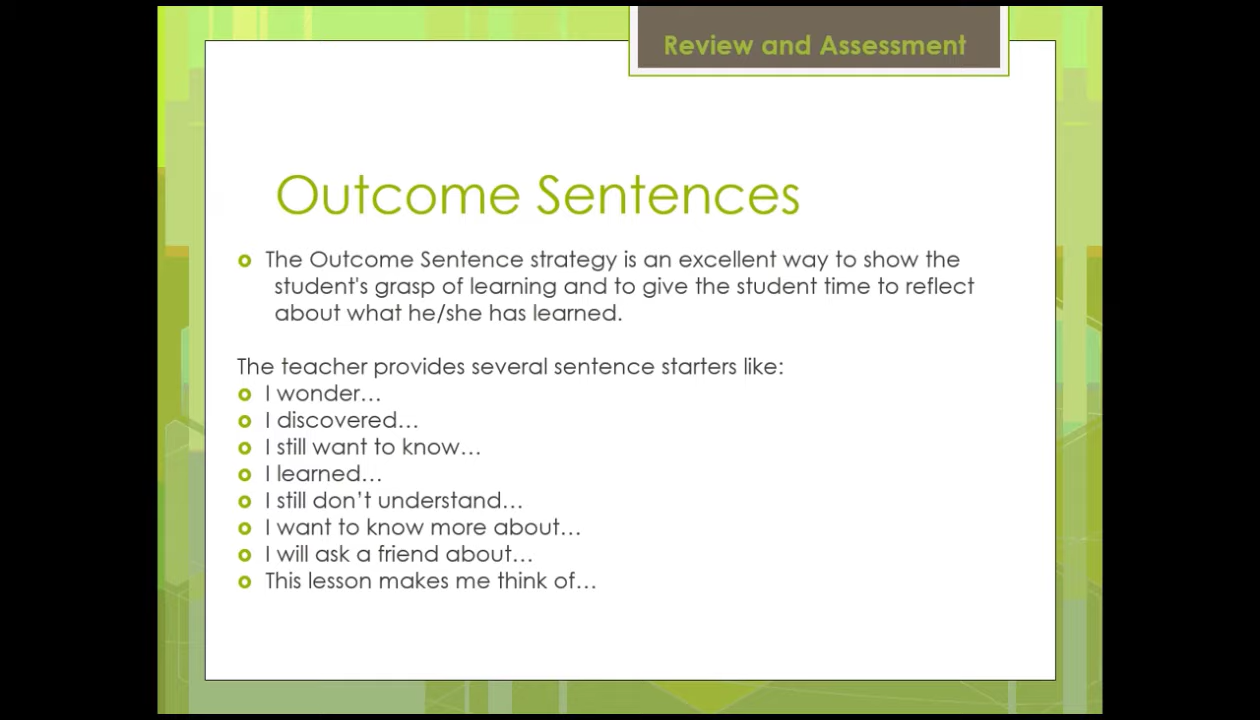 Review and Assessment
Outcome Sentences
The Outcome Sentence strategy is an excellent way to show the
student's grasp of learning and to give the student time to reflect
about what he/she has learned.
The teacher provides several sentence starters like:
I wonder…
I discovered…
I still want to know…
I learned…
I still don’t understand…
I want to know more about…
I will ask a friend about…
This lesson makes me think of…